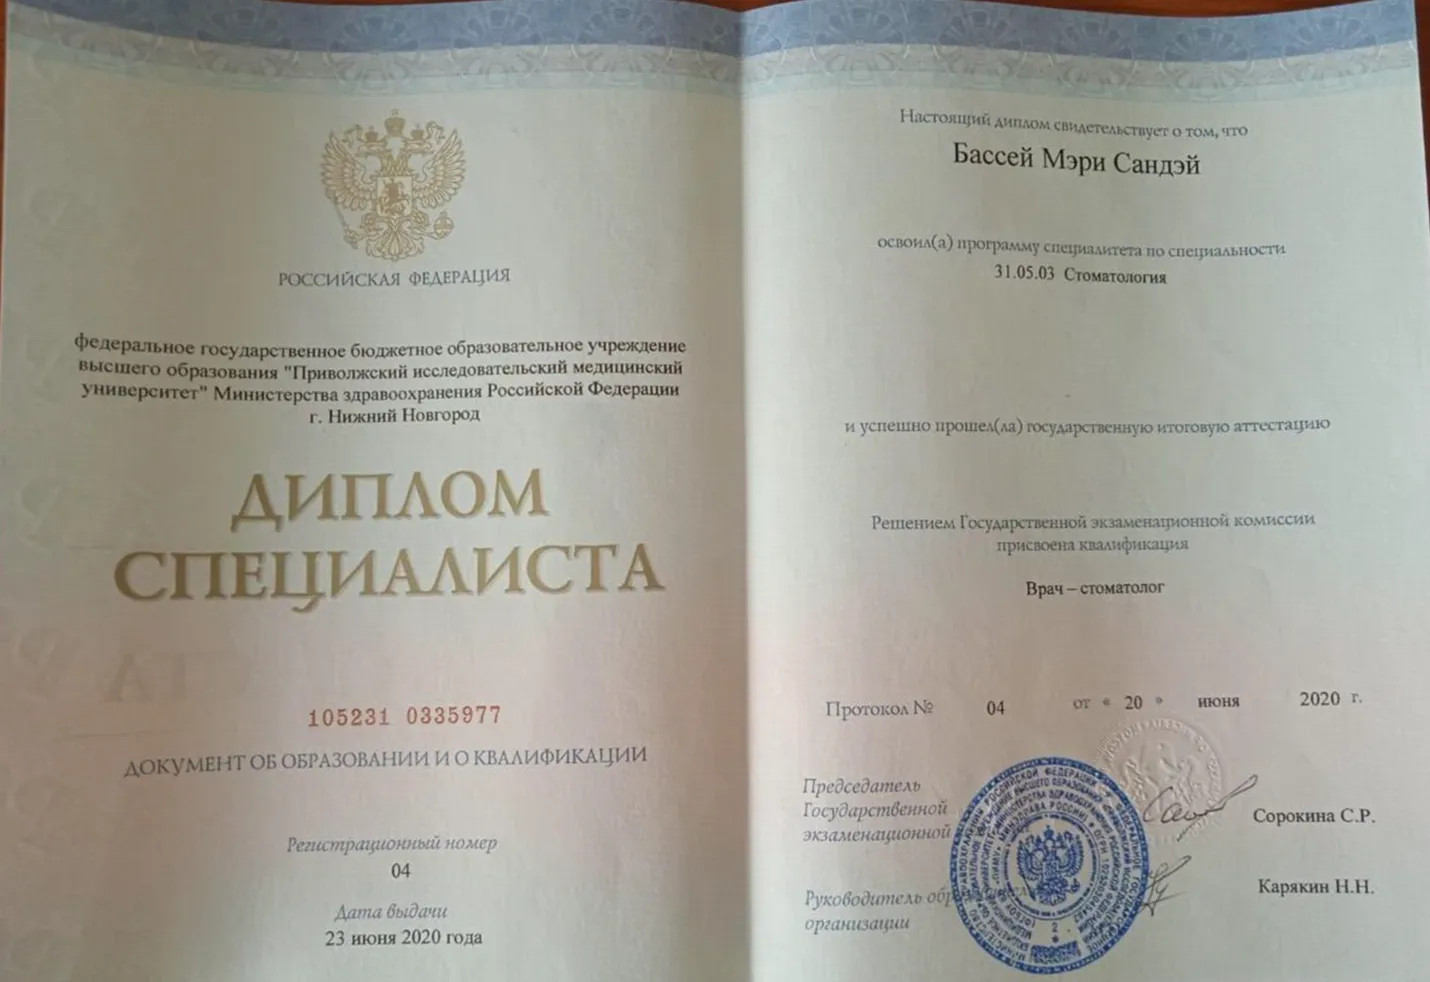 РОССИЙСКАЯ ФЕДЕРАЦИЯ
федеральное государственное бюджетное образовательное учреждение
высшего образования "Приволжский исследовательский медицинский
университет" Министерства здравоохранения Российской Федерации
г. Нижний Новгород
ДИПЛОМ
СПЕЦИАЛИСТА
105231 0335977
ДОКУМЕНТ ОБ ОБРАЗОВАНИИ И О КВАЛИФИКАЦИИ
Регистрационный номер
04
Дата выдачи
23 июня 2020 года
Настоящий диплом свидетельствует о том, что
Бассей Мэри Сандэй
освоил(а) программу специалитета по специальности
31.05.03 Стоматология
и успешно прошел(ла) государственную итоговую аттестацию
Решением Государственной экзаменационной комиссии
присвоена квалификация
Врач – стоматолог
Протокол № 04 от « 20 » июня 2020 г.
Председатель
Государственной
экзаменационной
Сорокина С.Р.
Руководитель
организации
Карякин Н.Н.